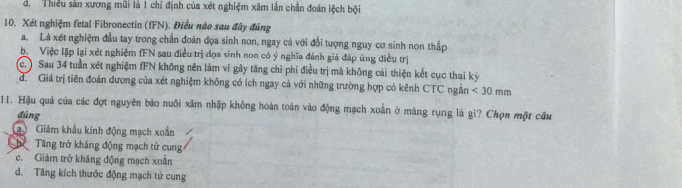 d. Thiếu sản xương mũi là 1 chỉ định của xét nghiệm xâm lấn chẩn đoán lệch bội
10. Xét nghiệm fetal Fibronectin (fFN). Điều nào sau đây đúng
a. Là xét nghiệm đầu tay trong chẩn đoán dọa sinh non, ngay cả với đối tượng nguy cơ sinh non thấp
b. Việc lặp lại xét nghiệm fFN sau điều trị dọa sinh non có ý nghĩa đánh giá đáp ứng điều trị
c. Sau 34 tuần xét nghiệm fFN không nên làm vì gây tăng chi phí điều trị mà không cải thiện kết cục thai kỳ
d. Giá trị tiên đoán dương của xét nghiệm không có ích ngay cả với những trường hợp có kênh CTC ngắn < 30 mm
11. Hậu quả của các đợt nguyên bào nuôi xâm nhập không hoàn toàn vào động mạch xoắn ở màng rụng là gì? Chọn một câu
đúng
a. Giảm khẩu kính động mạch xoắn
b. Tăng trở kháng động mạch tử cung
c. Giảm trở kháng động mạch xoắn
d. Tăng kích thước động mạch tử cung